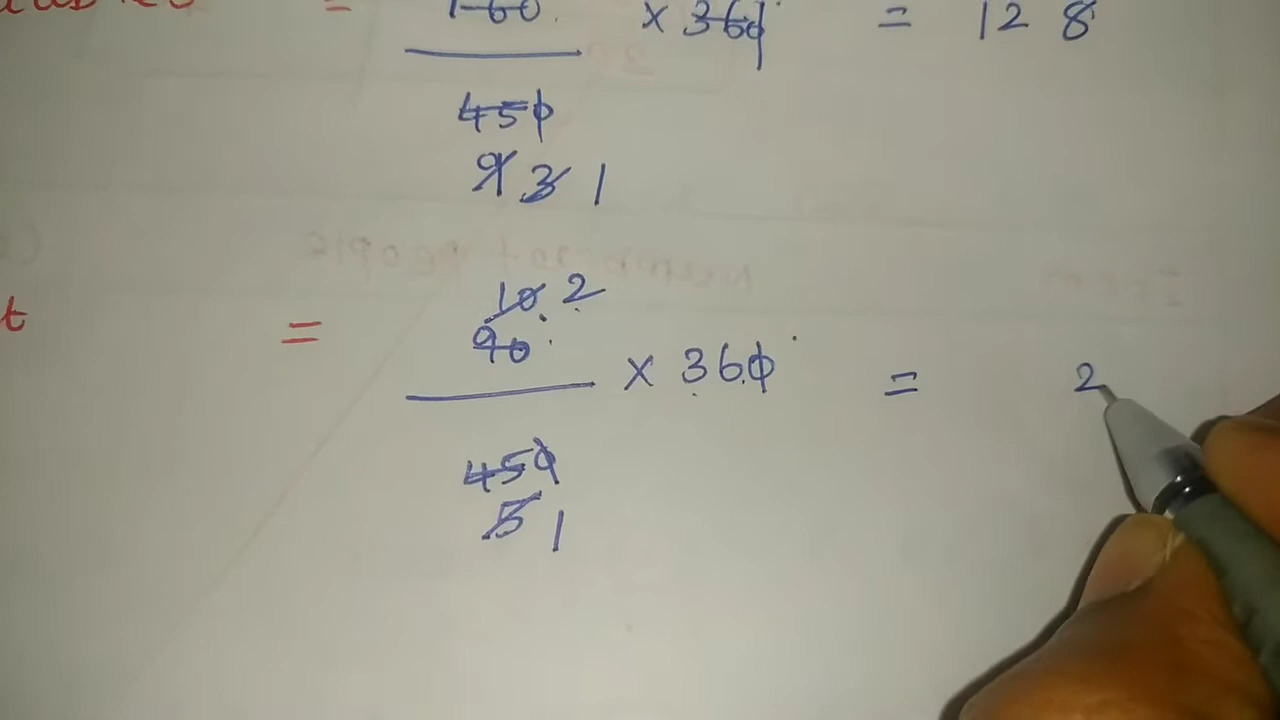 = 160 × 360 = 128
450
9 3 1
10 2
t = 90 × 360 = 2
450
5 1